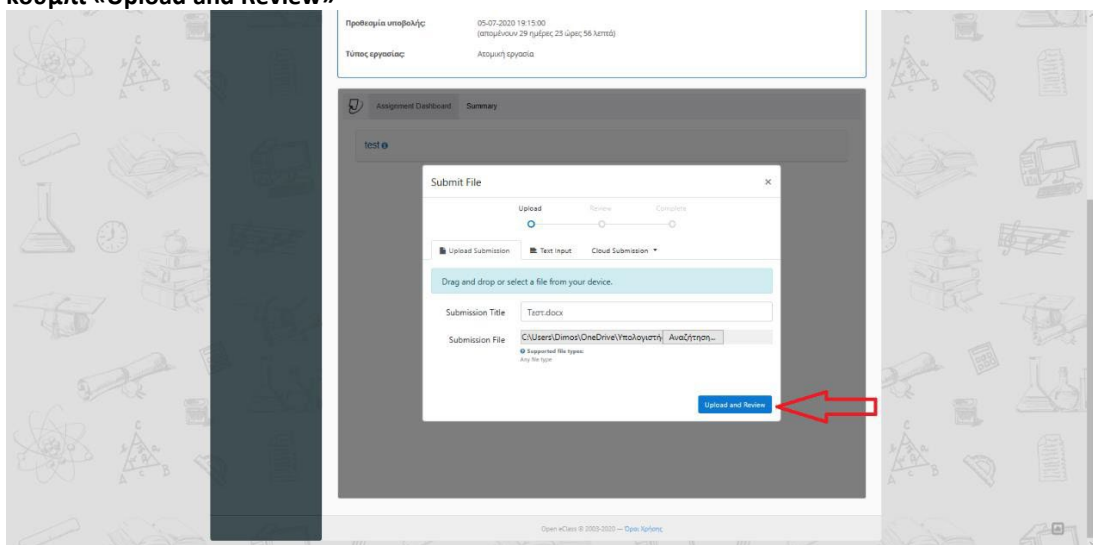 κουμπί «Upload and Review»
Προθεσμία υποβολής: 05-07-2020 19:15:00
(απομένουν 29 ημέρες 23 ώρες 56 λεπτά)
Τύπος εργασίας: Ατομική εργασία
Assignment Dashboard Summary
test
Submit File ×
Upload Review Complete
Upload Submission Text Input Cloud Submission
Drag and drop or select a file from your device.
Submission Title Τεστ.docx
Submission File C:\Users\Dimos\OneDrive\Υπολογιστή Αναζήτηση...
Supported file types:
Any file type
Upload and Review
Open eClass © 2003-2020 — Όροι Χρήσης